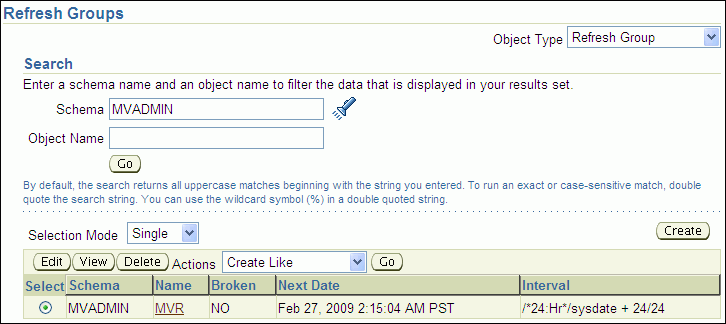 Refresh Groups
Object Type Refresh Group
Search
Enter a schema name and an object name to filter the data that is displayed in your results set.
Schema MVADMIN
Object Name
Go
By default, the search returns all uppercase matches beginning with the string you entered. To run an exact or case-sensitive match, double
quote the search string. You can use the wildcard symbol (%) in a double quoted string.
Selection Mode Single Create
Edit View Delete Actions Create Like Go
Select Schema Name Broken Next Date Interval
MVADMIN MVR NO Feb 27, 2009 2:15:04 AM PST /*24:Hr*/sysdate + 24/24